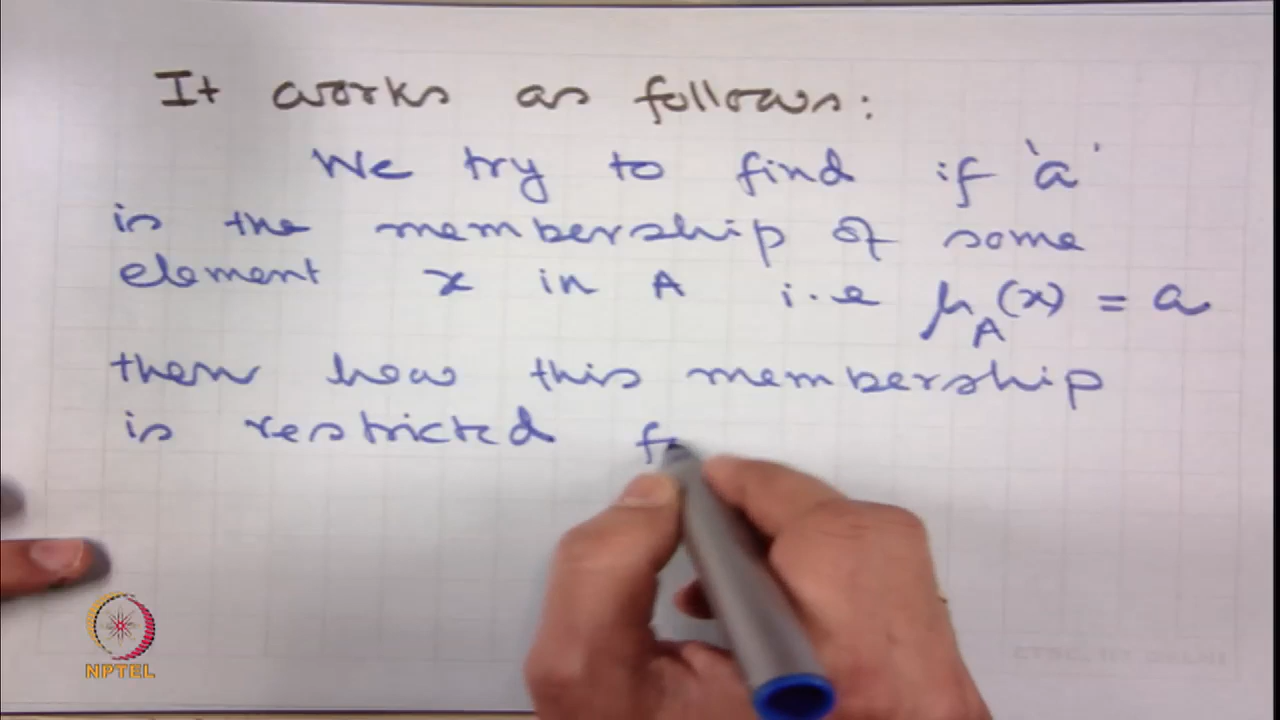 It works as follows:
We try to find if 'a'
is the membership of some
element x in A i.e μ_A(x) = a
then how this membership
is restricted
NPTEL